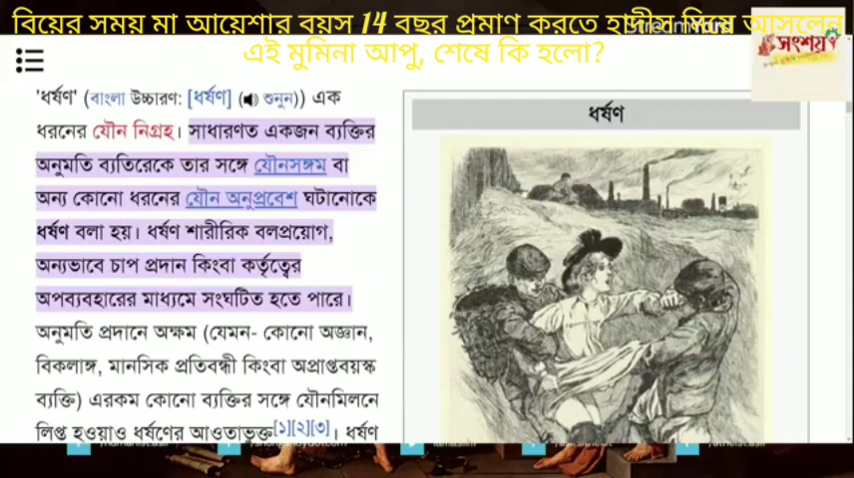 বিয়ের সময় মা আয়েশার বয়স 14 বছর প্রমাণ করতে হাদীস নিয়ে আসলেন
এই মুমিনা আপু, শেষে কি হলো?
সংশয়
'ধর্ষণ' (বাংলা উচ্চারণ: [ধর্ষণ] (শুনুন)) এক
ধরনের যৌন নিগ্রহ। সাধারণত একজন ব্যক্তির
অনুমতি ব্যতিরেকে তার সঙ্গে যৌনসঙ্গম বা
অন্য কোনো ধরনের যৌন অনুপ্রবেশ ঘটানোকে
ধর্ষণ বলা হয়। ধর্ষণ শারীরিক বলপ্রয়োগ,
অন্যভাবে চাপ প্রদান কিংবা কর্তৃত্বের
অপব্যবহারের মাধ্যমে সংঘটিত হতে পারে।
অনুমতি প্রদানে অক্ষম (যেমন- কোনো অজ্ঞান,
বিকলাঙ্গ, মানসিক প্রতিবন্ধী কিংবা অপ্রাপ্তবয়স্ক
ব্যক্তি) এরকম কোনো ব্যক্তির সঙ্গে যৌনমিলনে
লিপ্ত হওয়াও ধর্ষণের আওতাভুক্ত[১][২][৩]। ধর্ষণ
ধর্ষণ